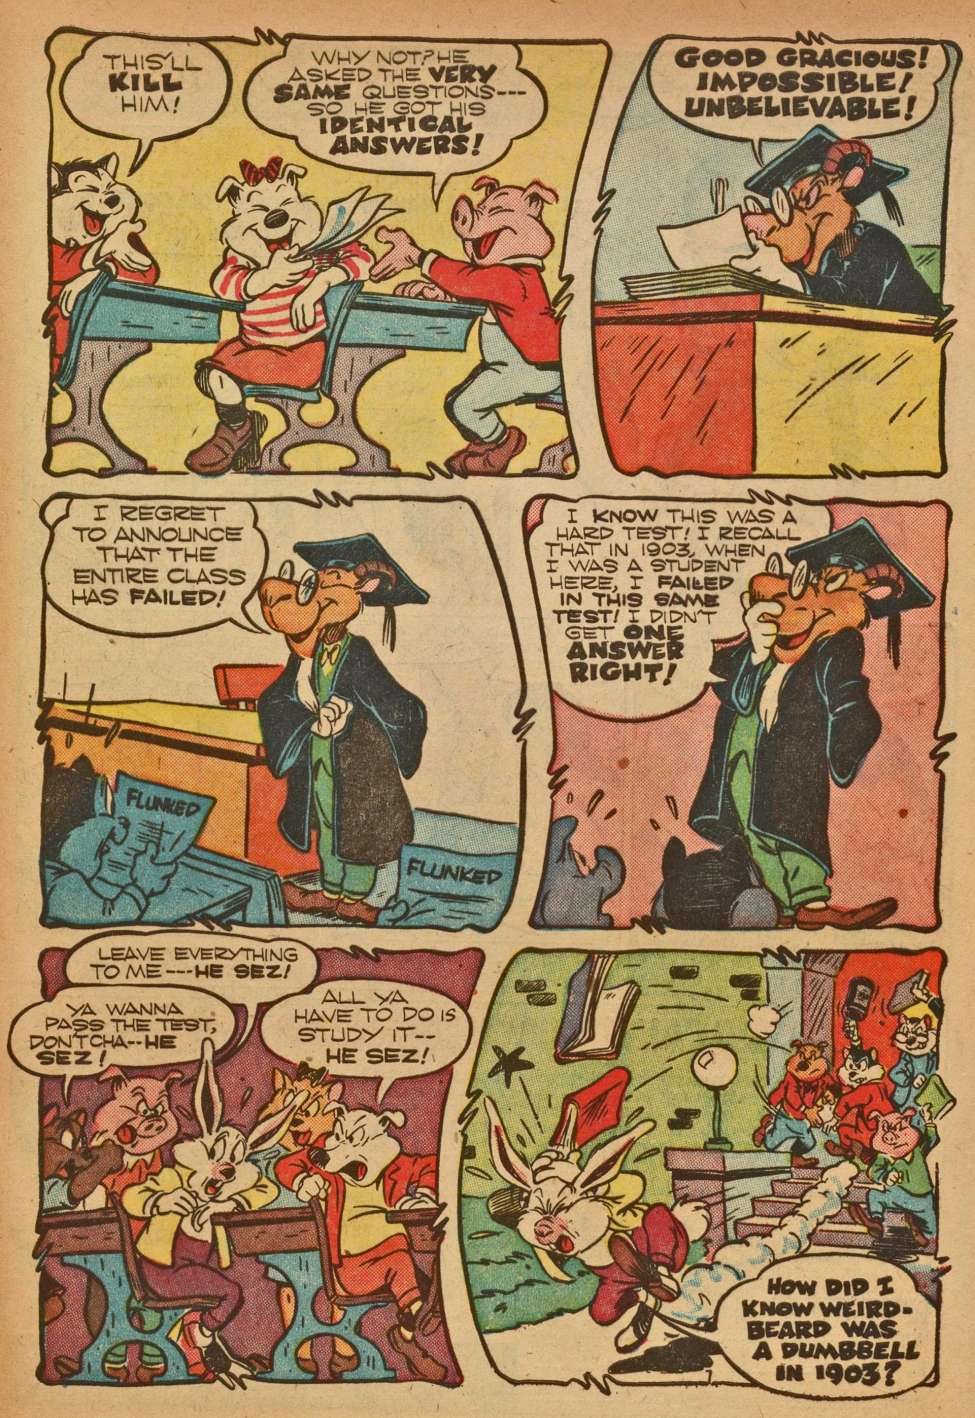 THIS'LL
KILL
HIM!
WHY NOT? HE
ASKED THE VERY
SAME QUESTIONS---
SO HE GOT HIS
IDENTICAL
ANSWERS!
GOOD GRACIOUS!
IMPOSSIBLE!
UNBELIEVABLE!
I REGRET
TO ANNOUNCE
THAT THE
ENTIRE CLASS
HAS FAILED!
FLUNKED
FLUNKED
I KNOW THIS WAS A
HARD TEST! I RECALL
THAT IN 1903, WHEN
I WAS A STUDENT
HERE, I FAILED
IN THIS SAME
TEST! I DIDN'T
GET ONE
ANSWER
RIGHT!
LEAVE EVERYTHING
TO ME---HE SEZ!
YA WANNA
PASS THE TEST,
DON'TCHA--HE
SEZ!
ALL YA
HAVE TO DO IS
STUDY IT--
HE SEZ!
HOW DID I
KNOW WEIRD-
BEARD WAS
A DUMBBELL
IN 1903?